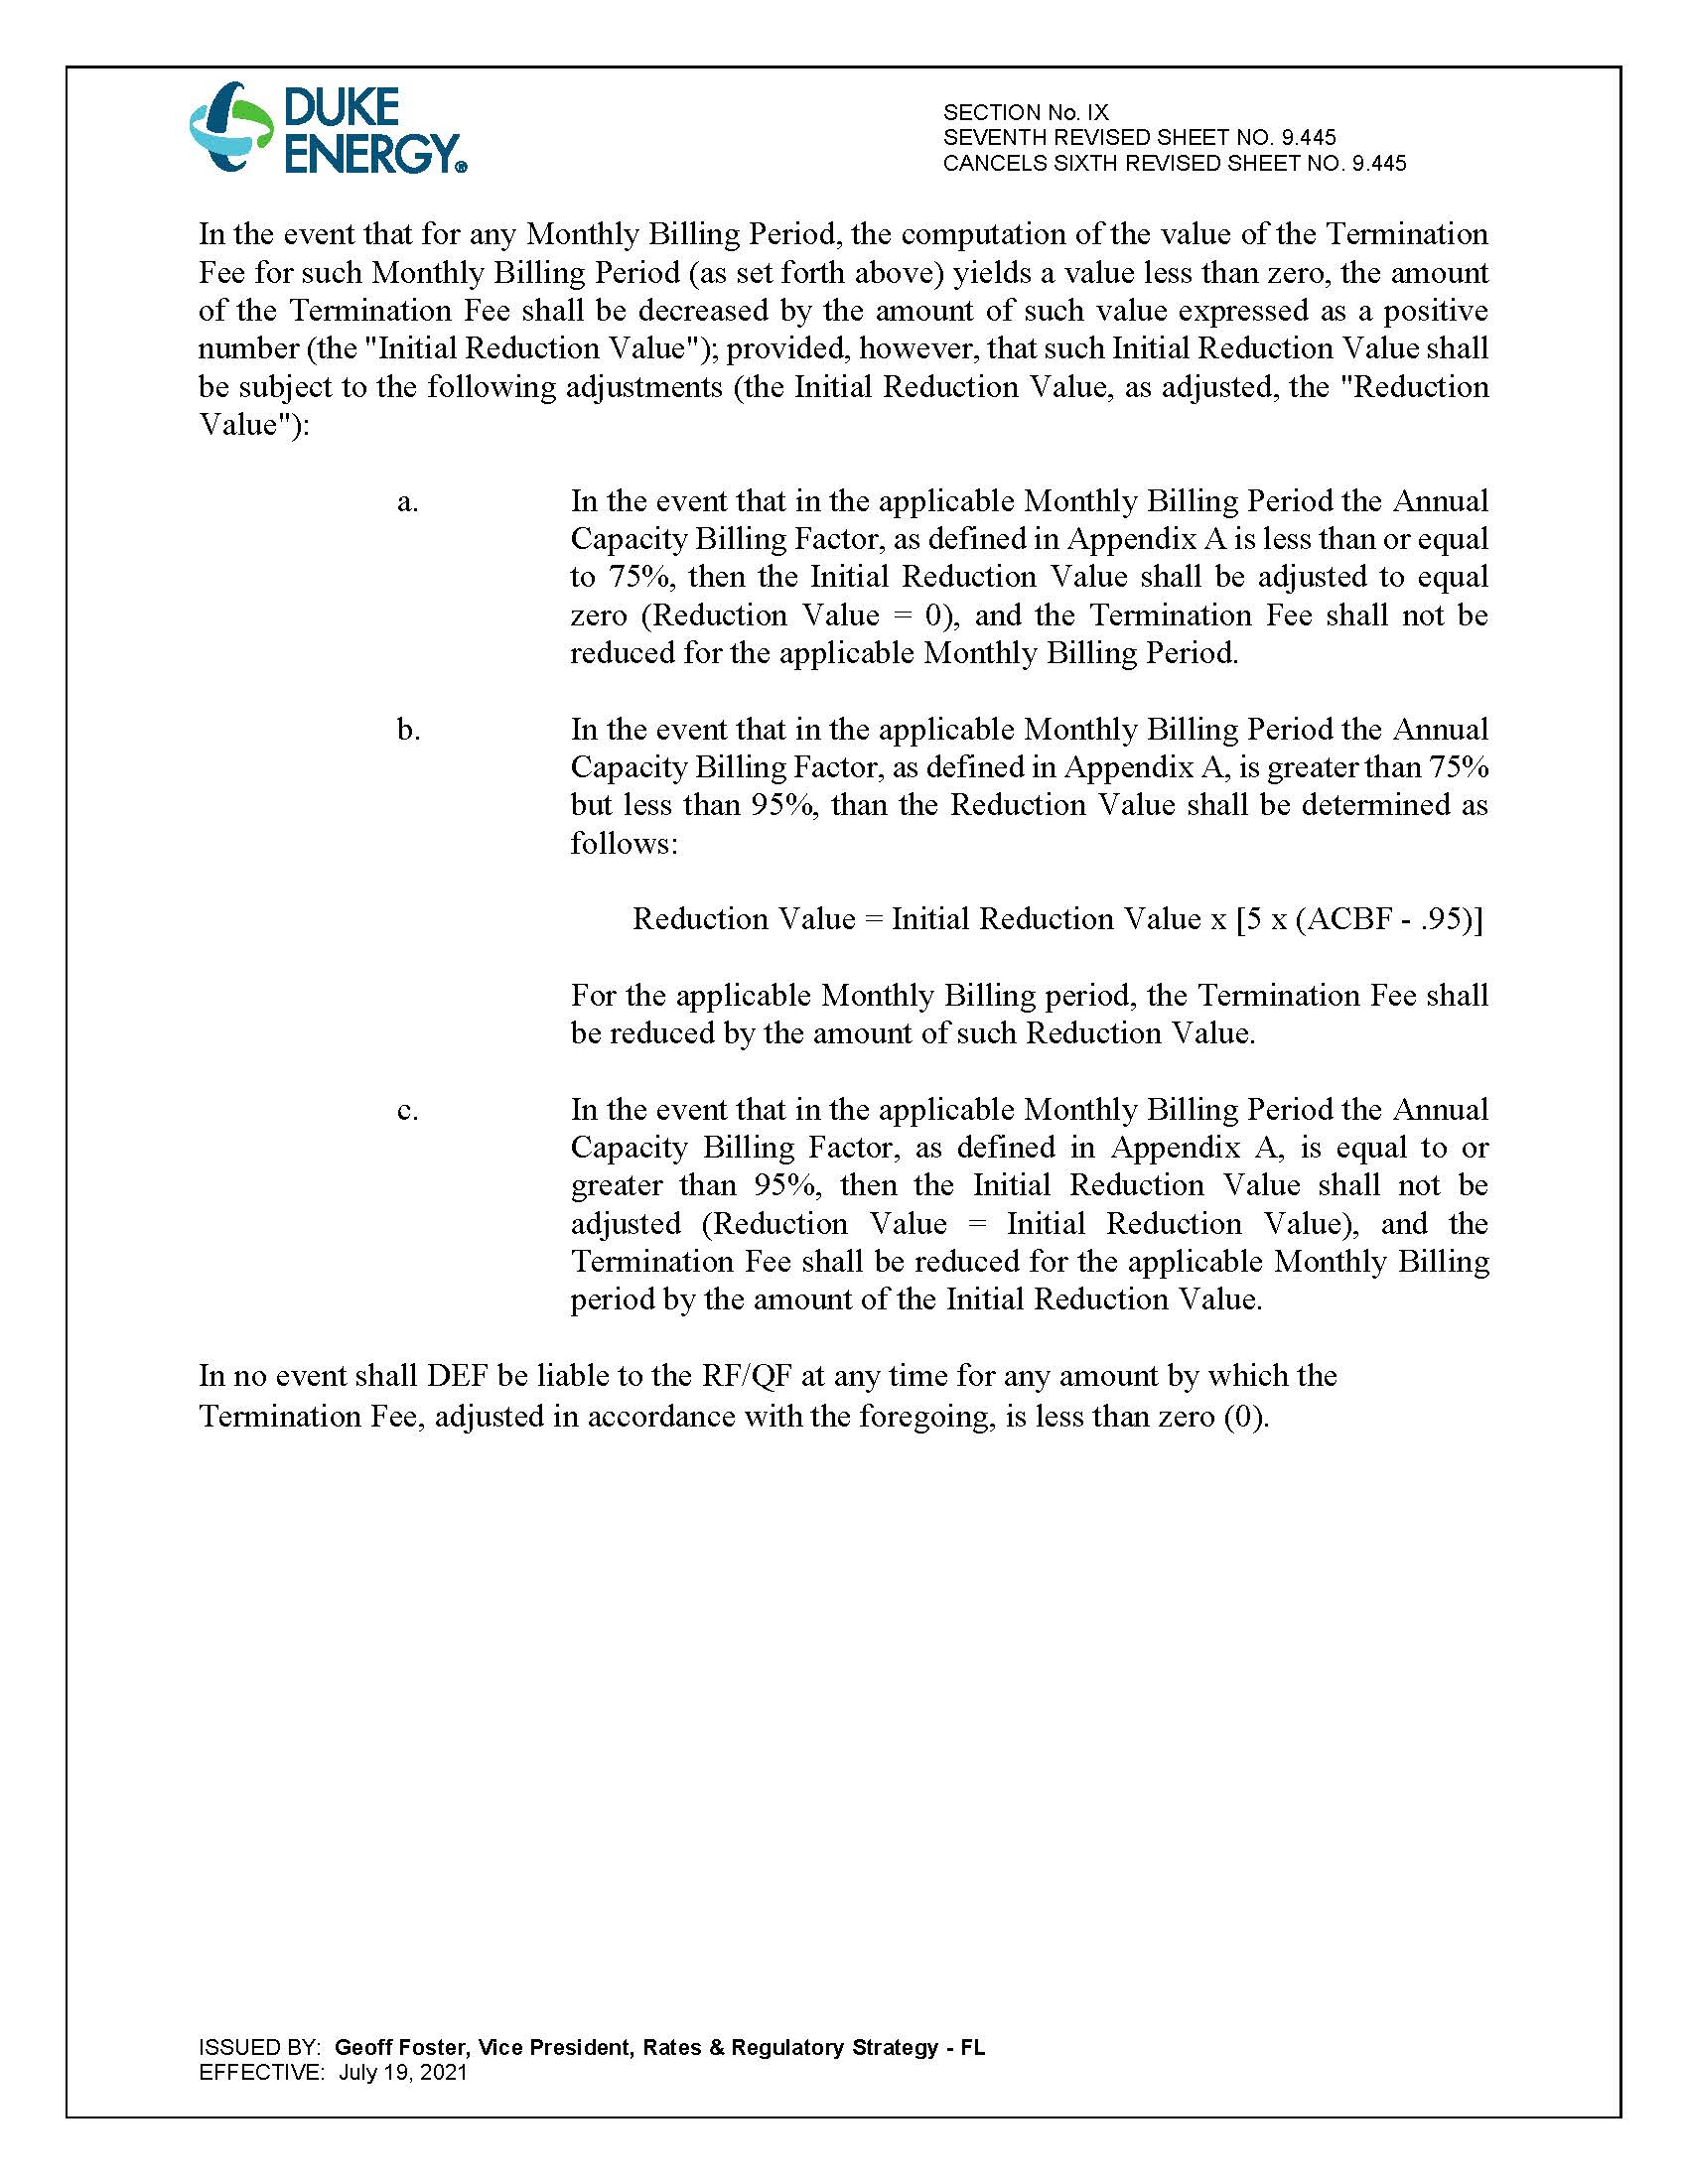 DUKE
ENERGY®
SECTION No. IX
SEVENTH REVISED SHEET NO. 9.445
CANCELS SIXTH REVISED SHEET NO. 9.445
In the event that for any Monthly Billing Period, the computation of the value of the Termination
Fee for such Monthly Billing Period (as set forth above) yields a value less than zero, the amount
of the Termination Fee shall be decreased by the amount of such value expressed as a positive
number (the "Initial Reduction Value"); provided, however, that such Initial Reduction Value shall
be subject to the following adjustments (the Initial Reduction Value, as adjusted, the "Reduction
Value"):
a. In the event that in the applicable Monthly Billing Period the Annual
Capacity Billing Factor, as defined in Appendix A is less than or equal
to 75%, then the Initial Reduction Value shall be adjusted to equal
zero (Reduction Value = 0), and the Termination Fee shall not be
reduced for the applicable Monthly Billing Period.
b. In the event that in the applicable Monthly Billing Period the Annual
Capacity Billing Factor, as defined in Appendix A, is greater than 75%
but less than 95%, than the Reduction Value shall be determined as
follows:
Reduction Value = Initial Reduction Value x [5 x (ACBF - .95)]
For the applicable Monthly Billing period, the Termination Fee shall
be reduced by the amount of such Reduction Value.
c. In the event that in the applicable Monthly Billing Period the Annual
Capacity Billing Factor, as defined in Appendix A, is equal to or
greater than 95%, then the Initial Reduction Value shall not be
adjusted (Reduction Value = Initial Reduction Value), and the
Termination Fee shall be reduced for the applicable Monthly Billing
period by the amount of the Initial Reduction Value.
In no event shall DEF be liable to the RF/QF at any time for any amount by which the
Termination Fee, adjusted in accordance with the foregoing, is less than zero (0).
ISSUED BY: Geoff Foster, Vice President, Rates & Regulatory Strategy - FL
EFFECTIVE: July 19, 2021